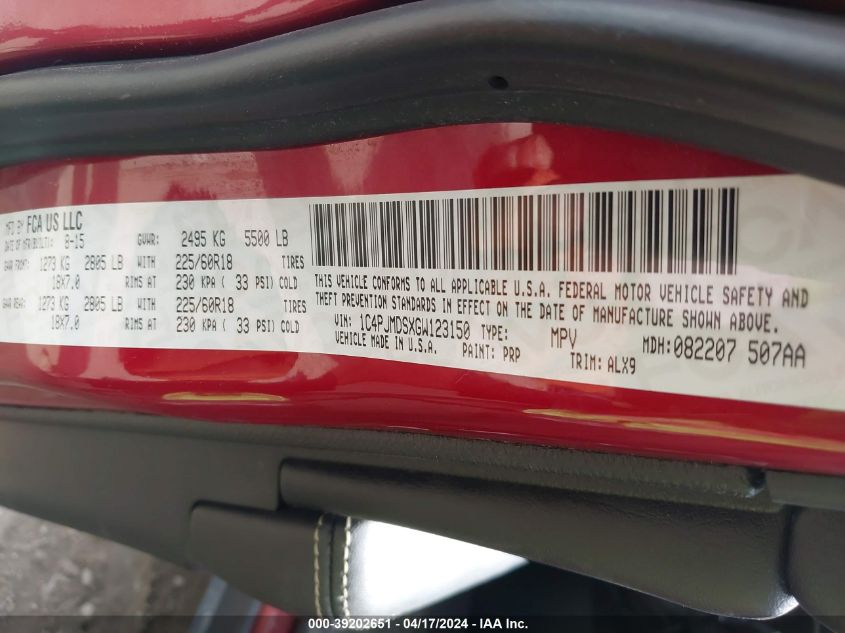 MFD BY FCA US LLC
DATE OF MFR(BUILT): 8-15 GVWR: 2495 KG 5500 LB
GAWR FRONT: 1273 KG 2805 LB WITH 225/60R18 TIRES
18X7.0 RIMS AT 230 KPA ( 33 PSI) COLD
GAWR REAR: 1273 KG 2805 LB WITH 225/60R18 TIRES
18X7.0 RIMS AT 230 KPA ( 33 PSI) COLD
THIS VEHICLE CONFORMS TO ALL APPLICABLE U.S.A. FEDERAL MOTOR VEHICLE SAFETY AND
THEFT PREVENTION STANDARDS IN EFFECT ON THE DATE OF MANUFACTURE SHOWN ABOVE.
VIN: 1C4PJMDSXGW123150 TYPE: MPV MDH:082207 507AA
VEHICLE MADE IN U.S.A. PAINT: PRP TRIM: ALX9
000-39202651 - 04/17/2024 - IAA Inc.